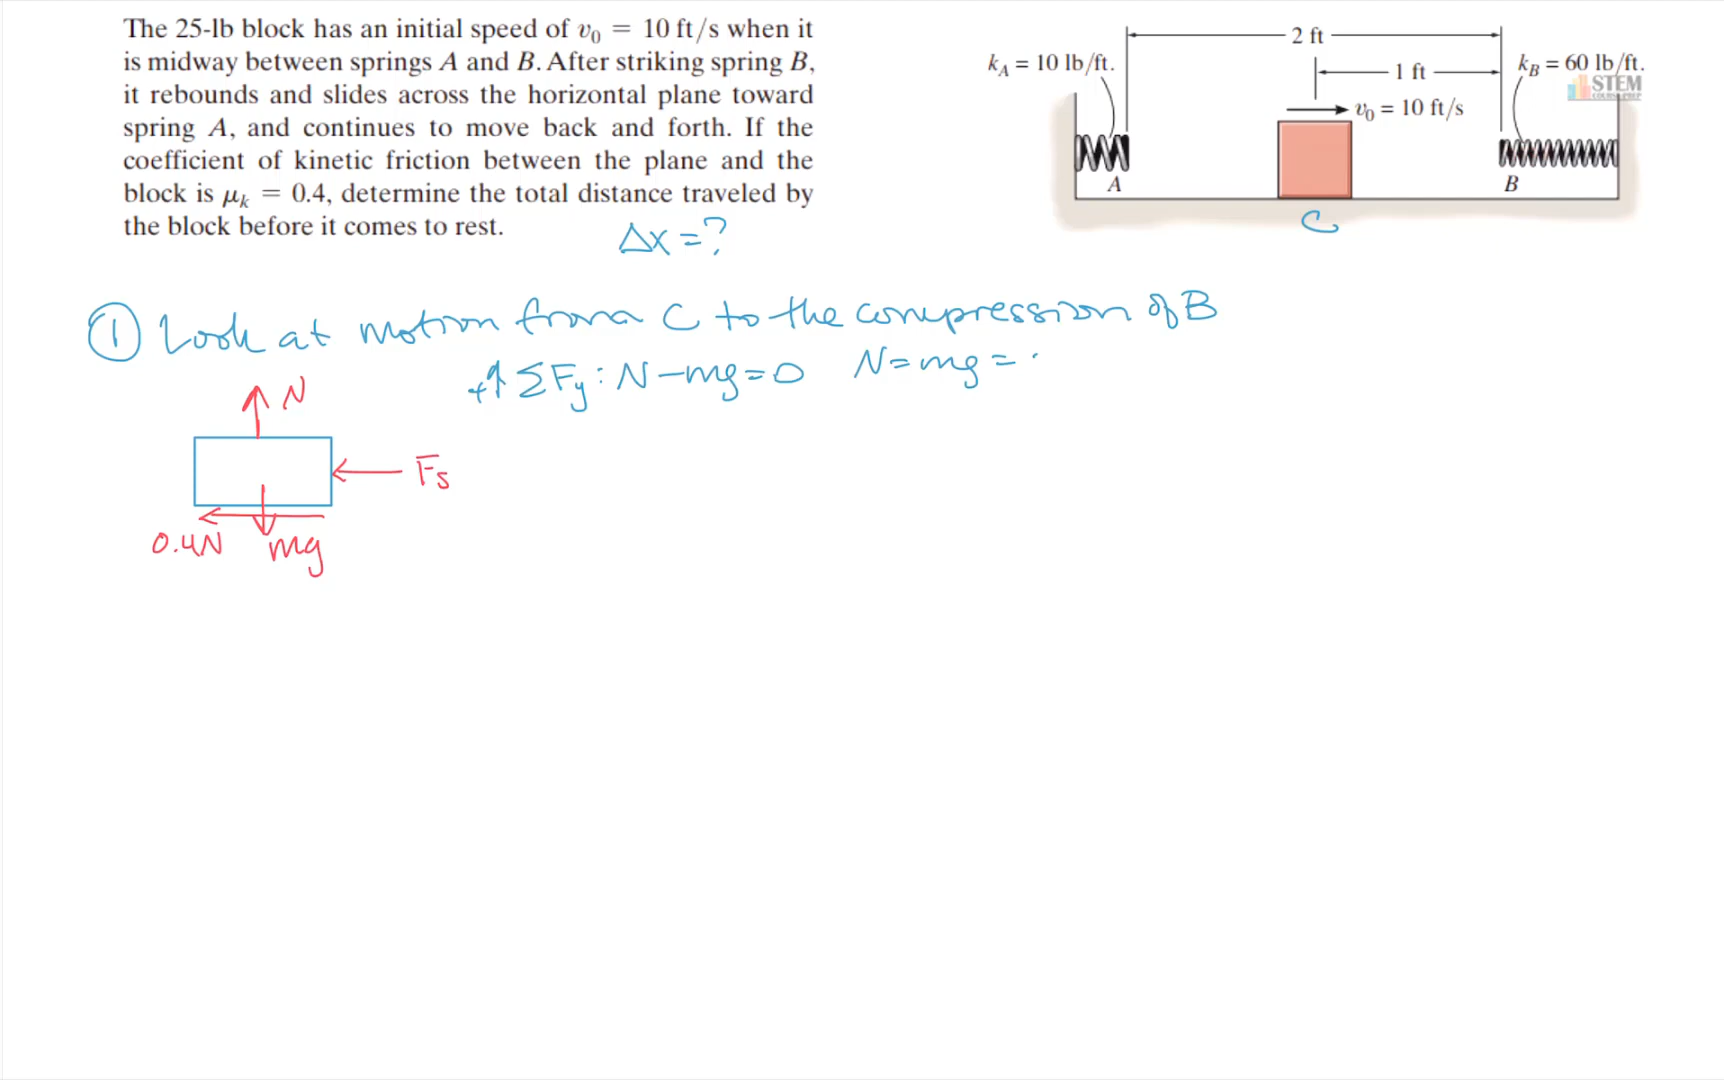 The 25-lb block has an initial speed of v₀ = 10 ft/s when it
is midway between springs A and B. After striking spring B,
it rebounds and slides across the horizontal plane toward
spring A, and continues to move back and forth. If the
coefficient of kinetic friction between the plane and the
block is μₖ = 0.4, determine the total distance traveled by
the block before it comes to rest.
Δx = ?
2 ft
kA = 10 lb/ft.
1 ft
kB = 60 lb/ft.
STEM
COURSE PREP
v₀ = 10 ft/s
A
B
C
① Look at motion from C to the compression of B
+↑ ΣFy: N - mg = 0 N = mg =
N
Fs
0.4N
mg